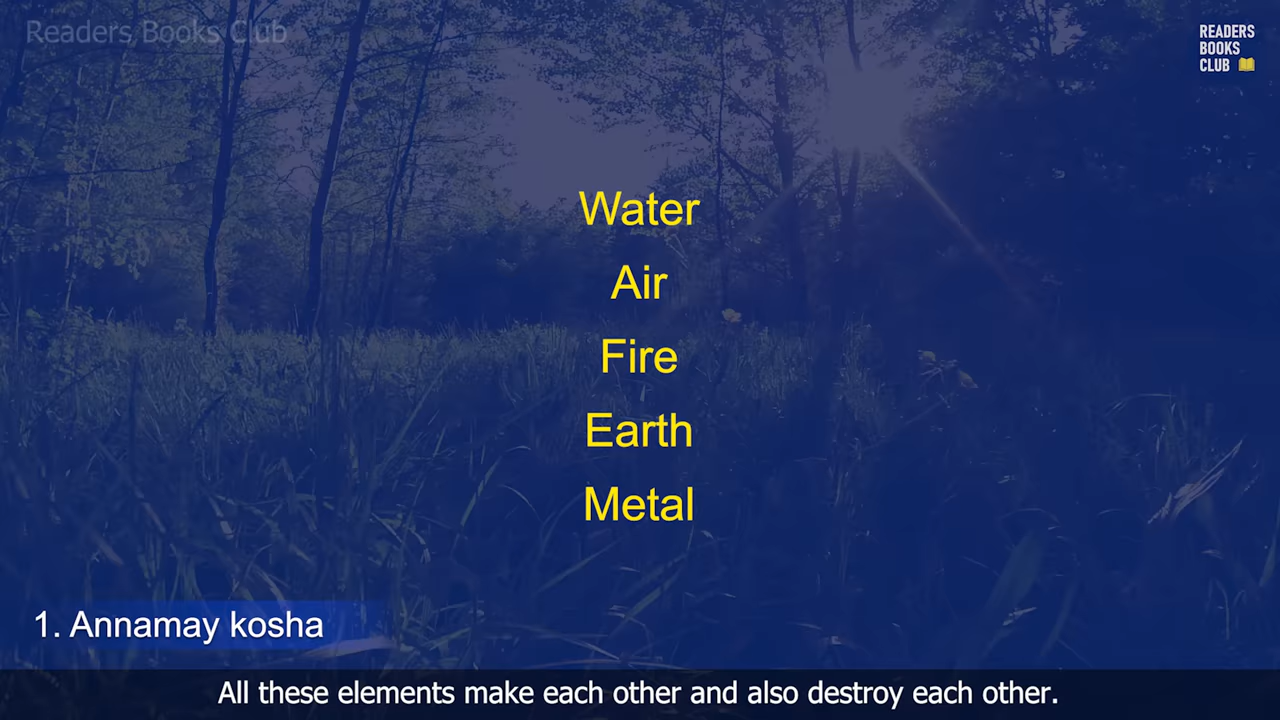 Readers Books Club
READERS
BOOKS
CLUB
Water
Air
Fire
Earth
Metal
1. Annamay kosha
All these elements make each other and also destroy each other.